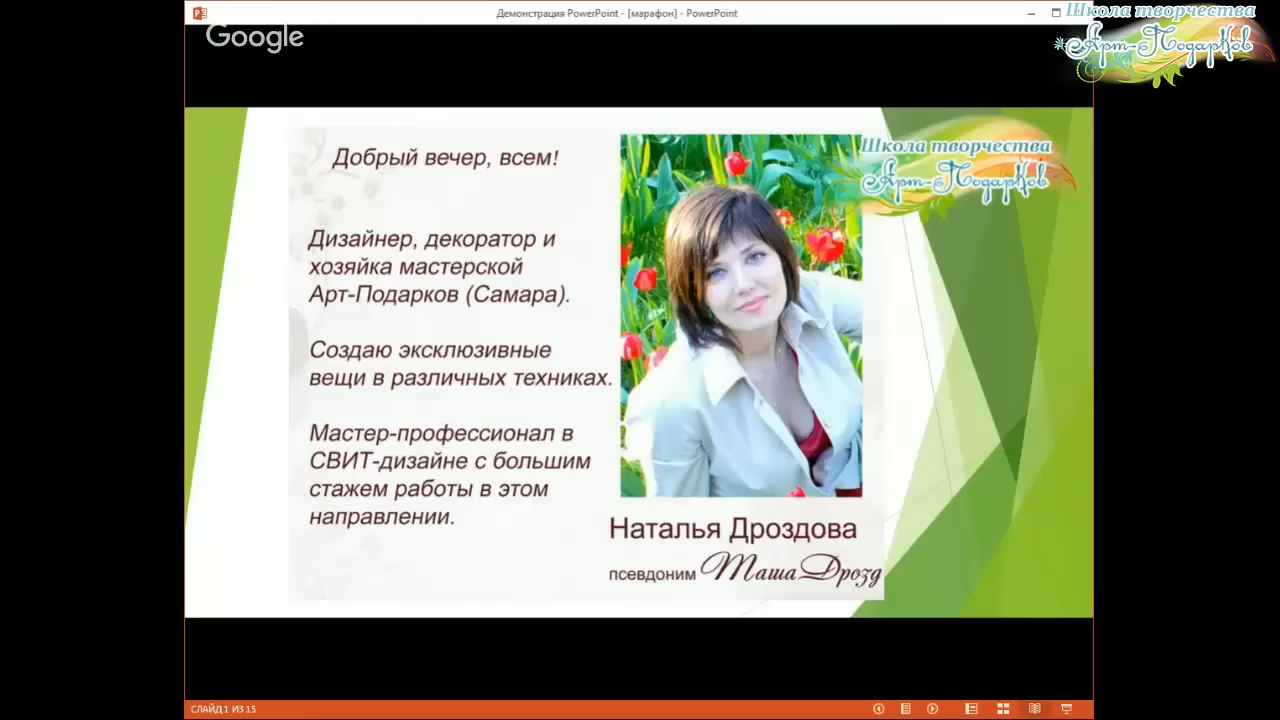 Демонстрация PowerPoint - [марафон] - PowerPoint
Школа творчества
Арт-Подарков
Google
Добрый вечер, всем!
Школа творчества
Арт-Подарков
Дизайнер, декоратор и
хозяйка мастерской
Арт-Подарков (Самара).
Создаю эксклюзивные
вещи в различных техниках.
Мастер-профессионал в
СВИТ-дизайне с большим
стажем работы в этом
направлении.
Наталья Дроздова
псевдоним Таша Дрозд
СЛАЙД 1 ИЗ 15